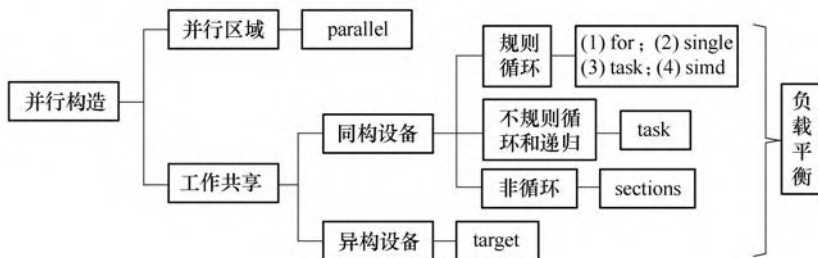 并行构造
并行区域
parallel
工作共享
同构设备
规则
循环
(1) for；(2) single
(3) task；(4) simd
不规则循
环和递归
task
非循环
sections
异构设备
target
负
载
平
衡